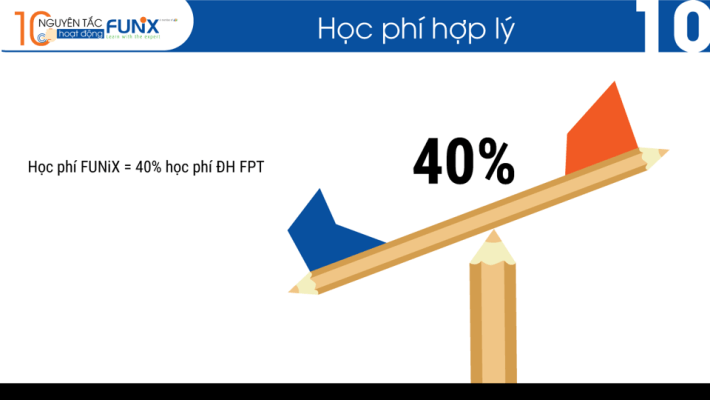 10 NGUYÊN TẮC
hoạt động
FUNiX
Learn with the expert
Học phí hợp lý
10
40%
Học phí FUNiX = 40% học phí ĐH FPT